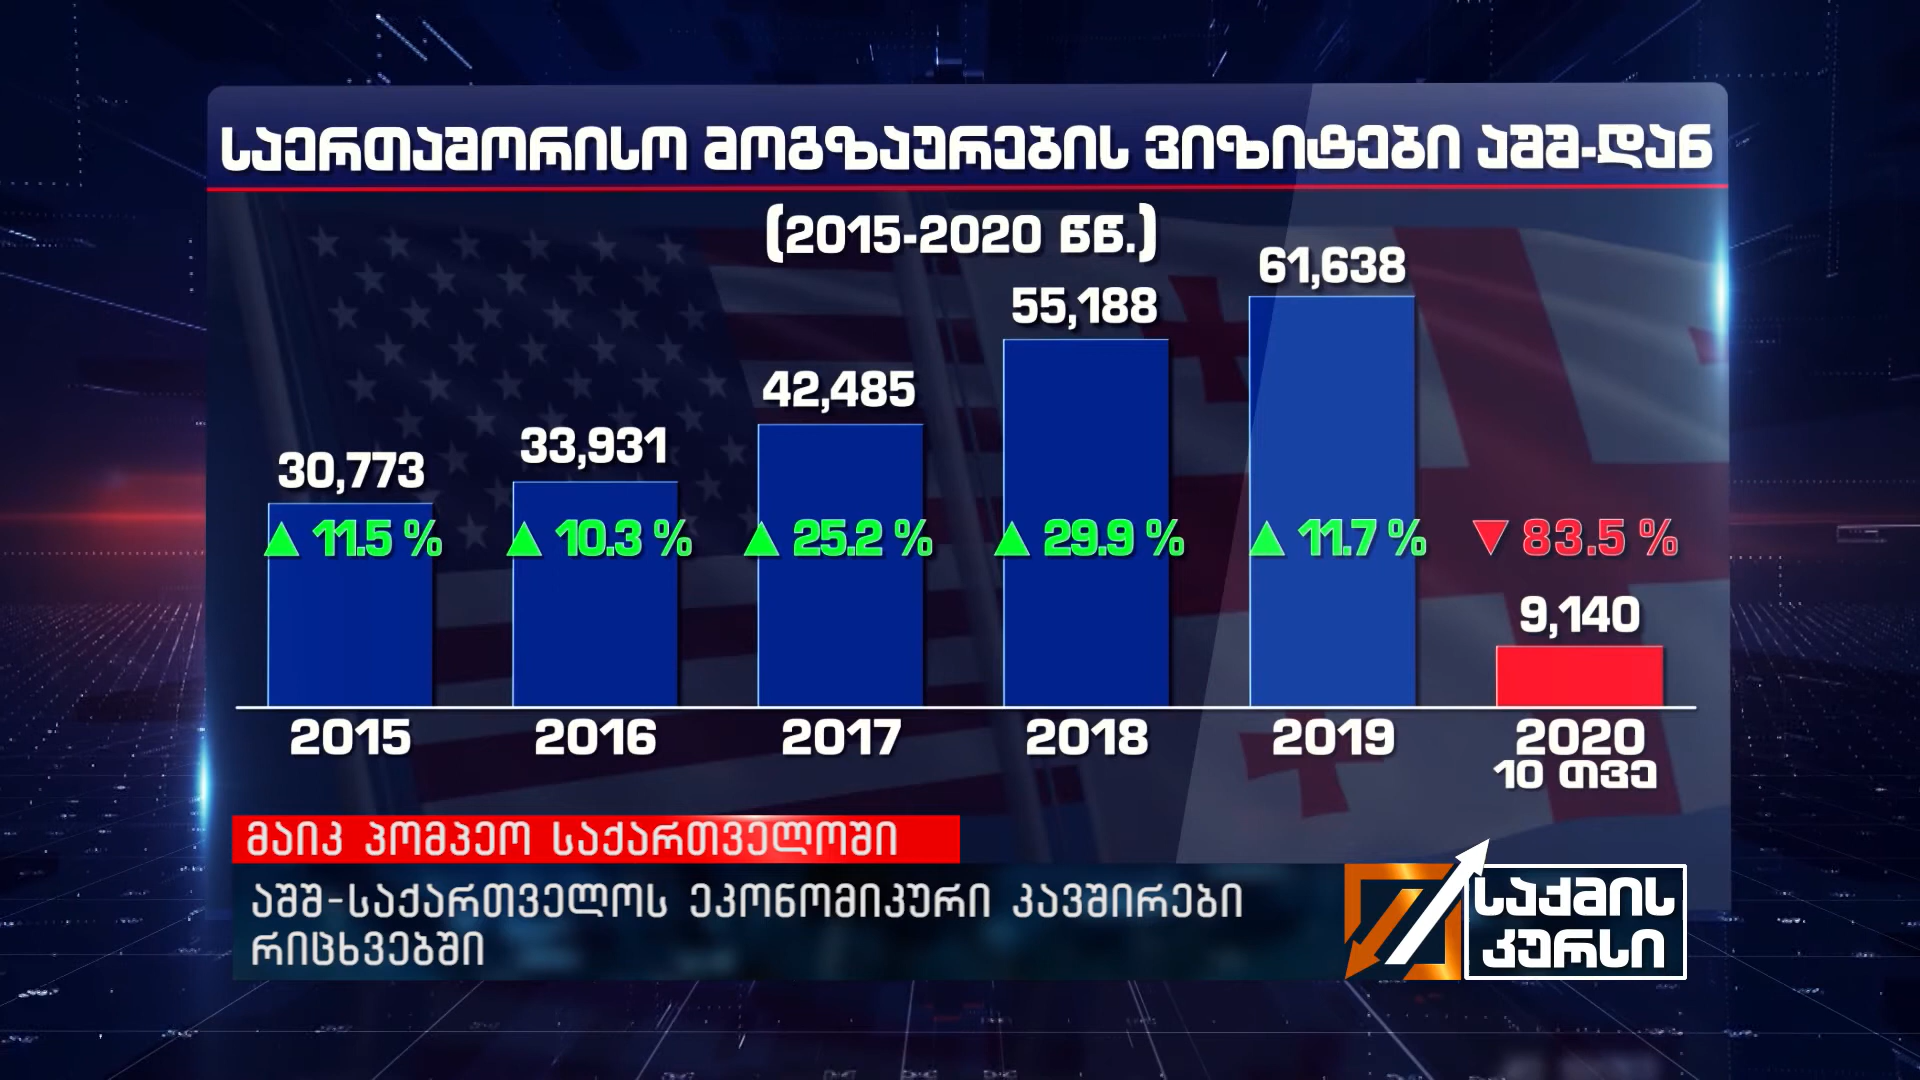 საერთაშორისო მოგზაურების ვიზიტები აშშ-დან
(2015-2020 წწ.)
30,773
33,931
42,485
55,188
61,638
9,140
▲ 11.5 %
▲ 10.3 %
▲ 25.2 %
▲ 29.9 %
▲ 11.7 %
▼ 83.5 %
2015
2016
2017
2018
2019
2020
10 თვე
მაიკ პომპეო საქართველოში
აშშ-საქართველოს ეკონომიკური კავშირები
რიცხვებში
საქმის
კურსი